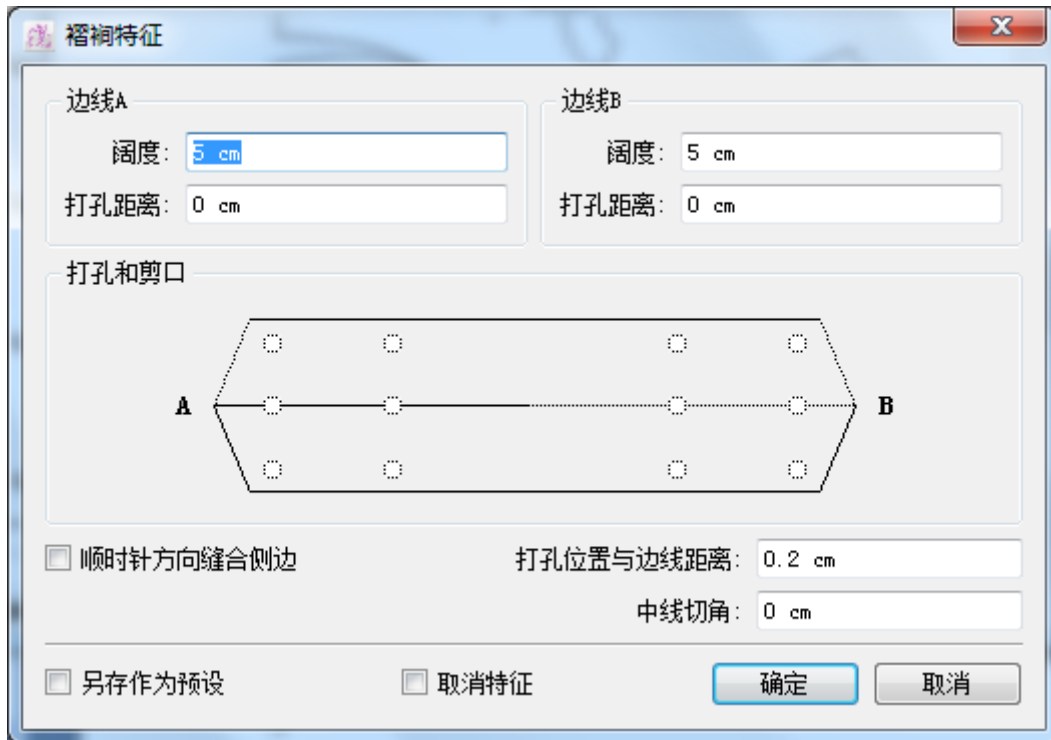 褶裥特征
边线A
阔度: 5 cm
打孔距离: 0 cm
边线B
阔度: 5 cm
打孔距离: 0 cm
打孔和剪口
A
B
顺时针方向缝合侧边
打孔位置与边线距离: 0.2 cm
中线切角: 0 cm
另存作为预设
取消特征
确定
取消